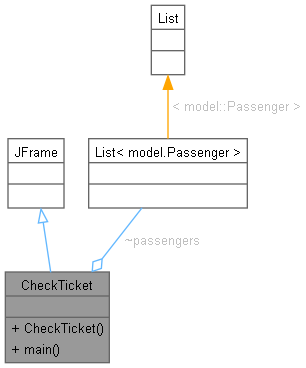 List
< model::Passenger >
JFrame
List< model.Passenger >
~passengers
CheckTicket
+ CheckTicket()
+ main()